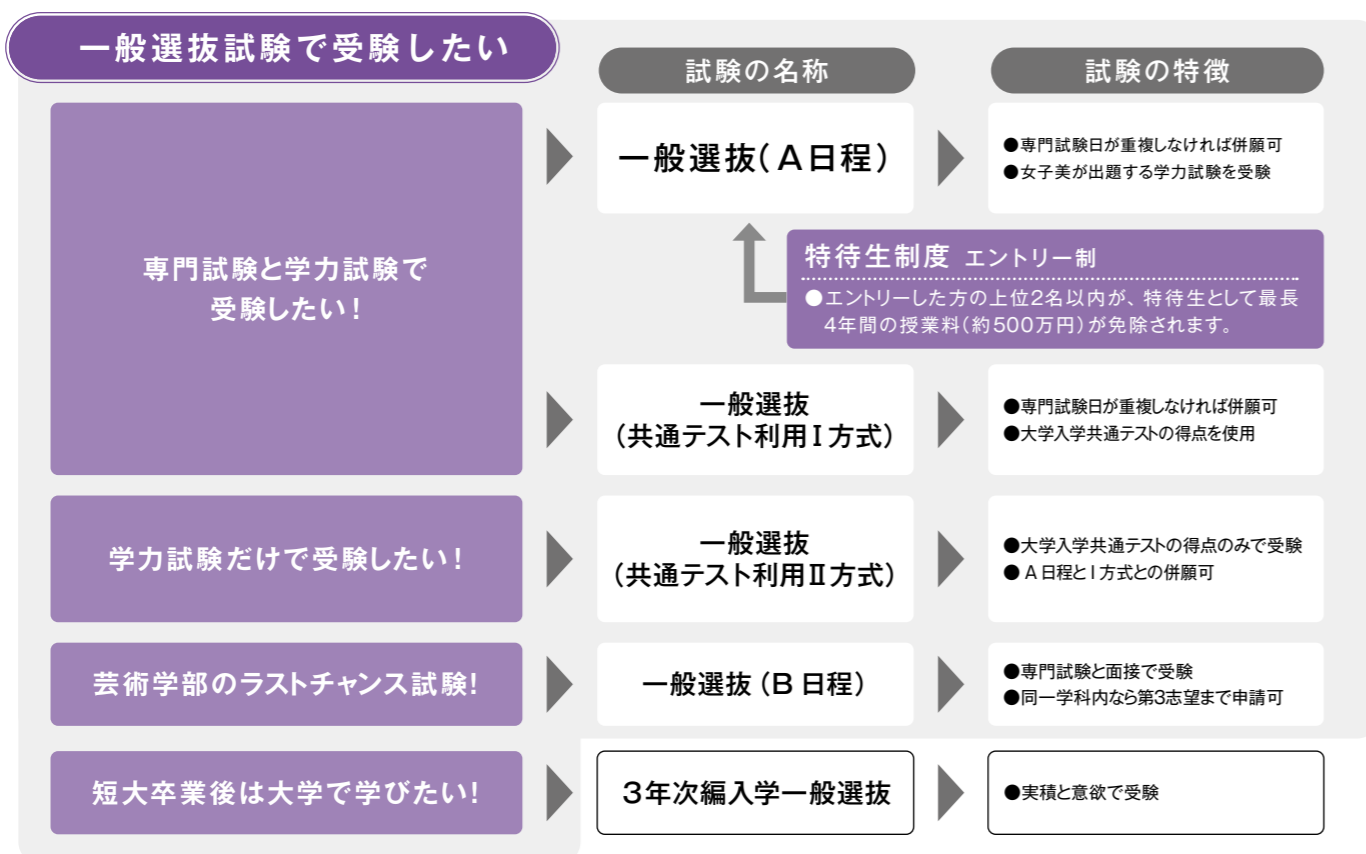 一般選抜試験で受験したい
試験の名称
試験の特徴
専門試験と学力試験で
受験したい!
一般選抜(A日程)
●専門試験日が重複しなければ併願可
●女子美が出題する学力試験を受験
特待生制度 エントリー制
●エントリーした方の上位2名以内が、特待生として最長
4年間の授業料(約500万円)が免除されます。
一般選抜
(共通テスト利用Ⅰ方式)
●専門試験日が重複しなければ併願可
●大学入学共通テストの得点を使用
学力試験だけで受験したい!
一般選抜
(共通テスト利用Ⅱ方式)
●大学入学共通テストの得点のみで受験
●A日程とⅠ方式との併願可
芸術学部のラストチャンス試験!
一般選抜(B日程)
●専門試験と面接で受験
●同一学科内なら第3志望まで申請可
短大卒業後は大学で学びたい!
3年次編入学一般選抜
●実績と意欲で受験